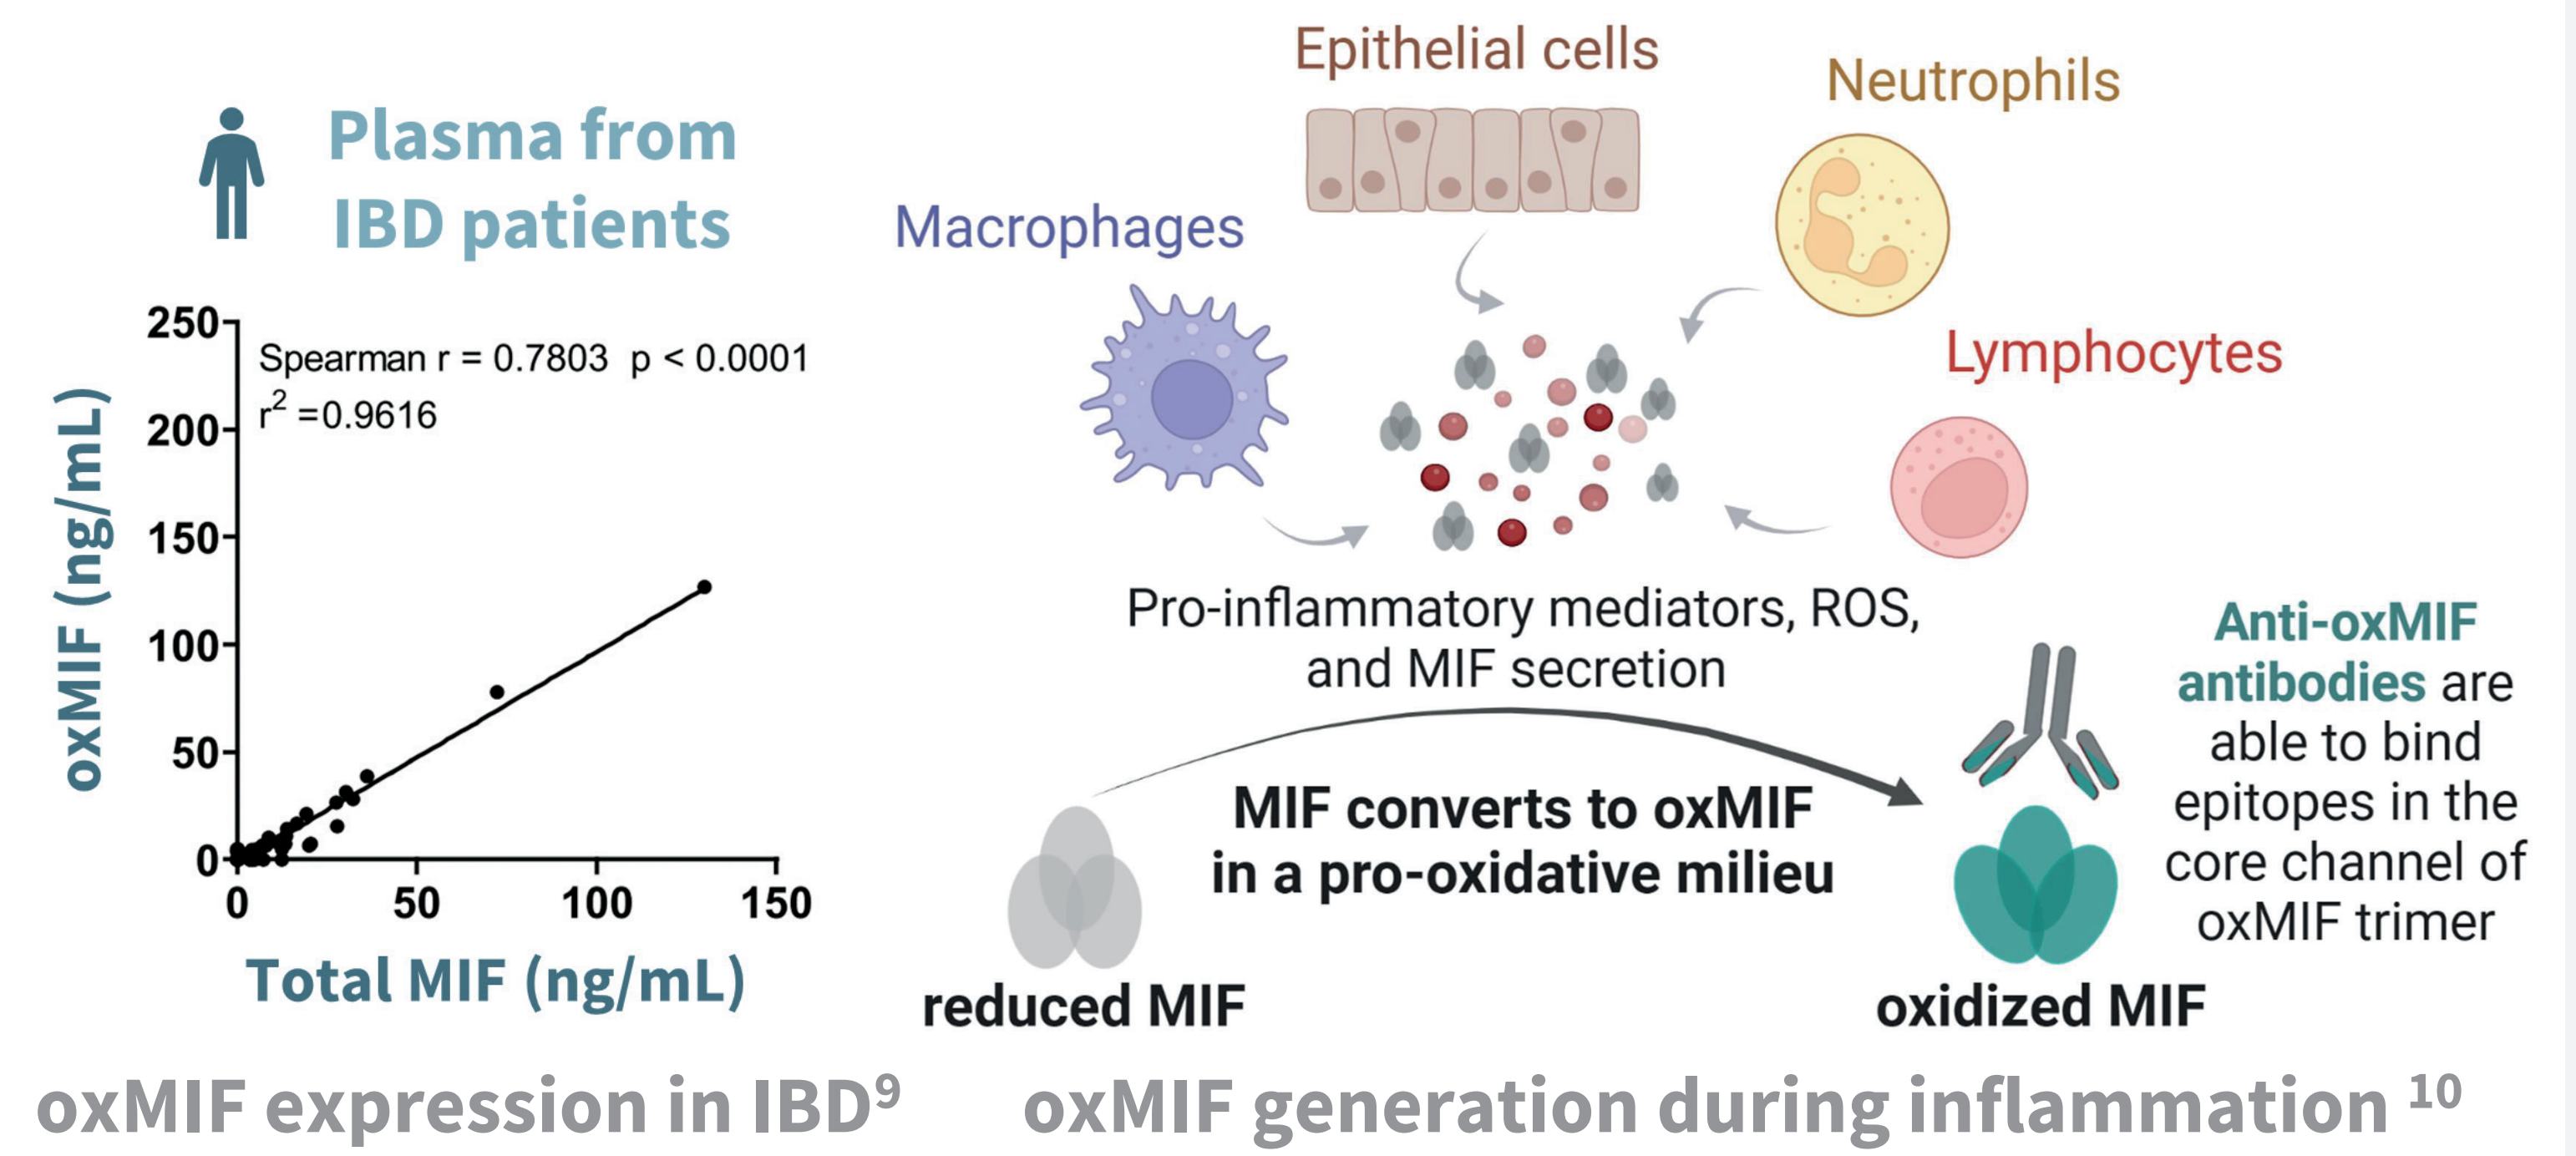 Plasma from
IBD patients
oxMIF (ng/mL)
250
200
150
100
50
0
Spearman r = 0.7803 p < 0.0001
r² =0.9616
0 50 100 150
Total MIF (ng/mL)
oxMIF expression in IBD⁹
Epithelial cells
Neutrophils
Macrophages
Lymphocytes
Pro-inflammatory mediators, ROS,
and MIF secretion
MIF converts to oxMIF
in a pro-oxidative milieu
reduced MIF
oxidized MIF
Anti-oxMIF
antibodies are
able to bind
epitopes in the
core channel of
oxMIF trimer
oxMIF generation during inflammation ¹⁰